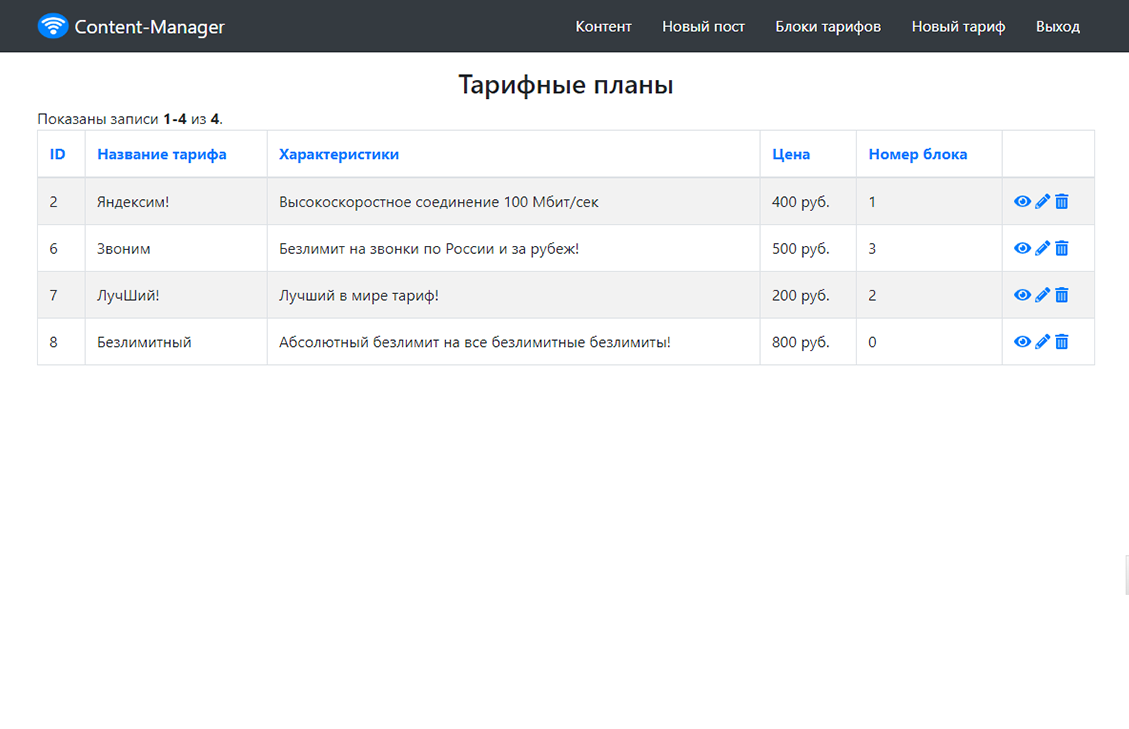 Content-Manager Контент Новый пост Блоки тарифов Новый тариф Выход
Тарифные планы
Показаны записи 1-4 из 4.
ID Название тарифа Характеристики Цена Номер блока
2 Яндексим! Высокоскоростное соединение 100 Мбит/сек 400 руб. 1
6 Звоним Безлимит на звонки по России и за рубеж! 500 руб. 3
7 ЛучШий! Лучший в мире тариф! 200 руб. 2
8 Безлимитный Абсолютный безлимит на все безлимитные безлимиты! 800 руб. 0